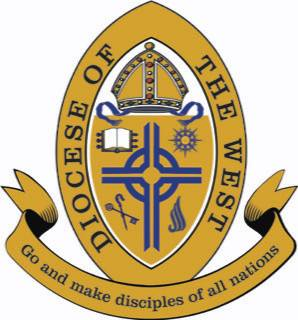 DIOCESE OF
THE WEST
Go and make disciples of all nations